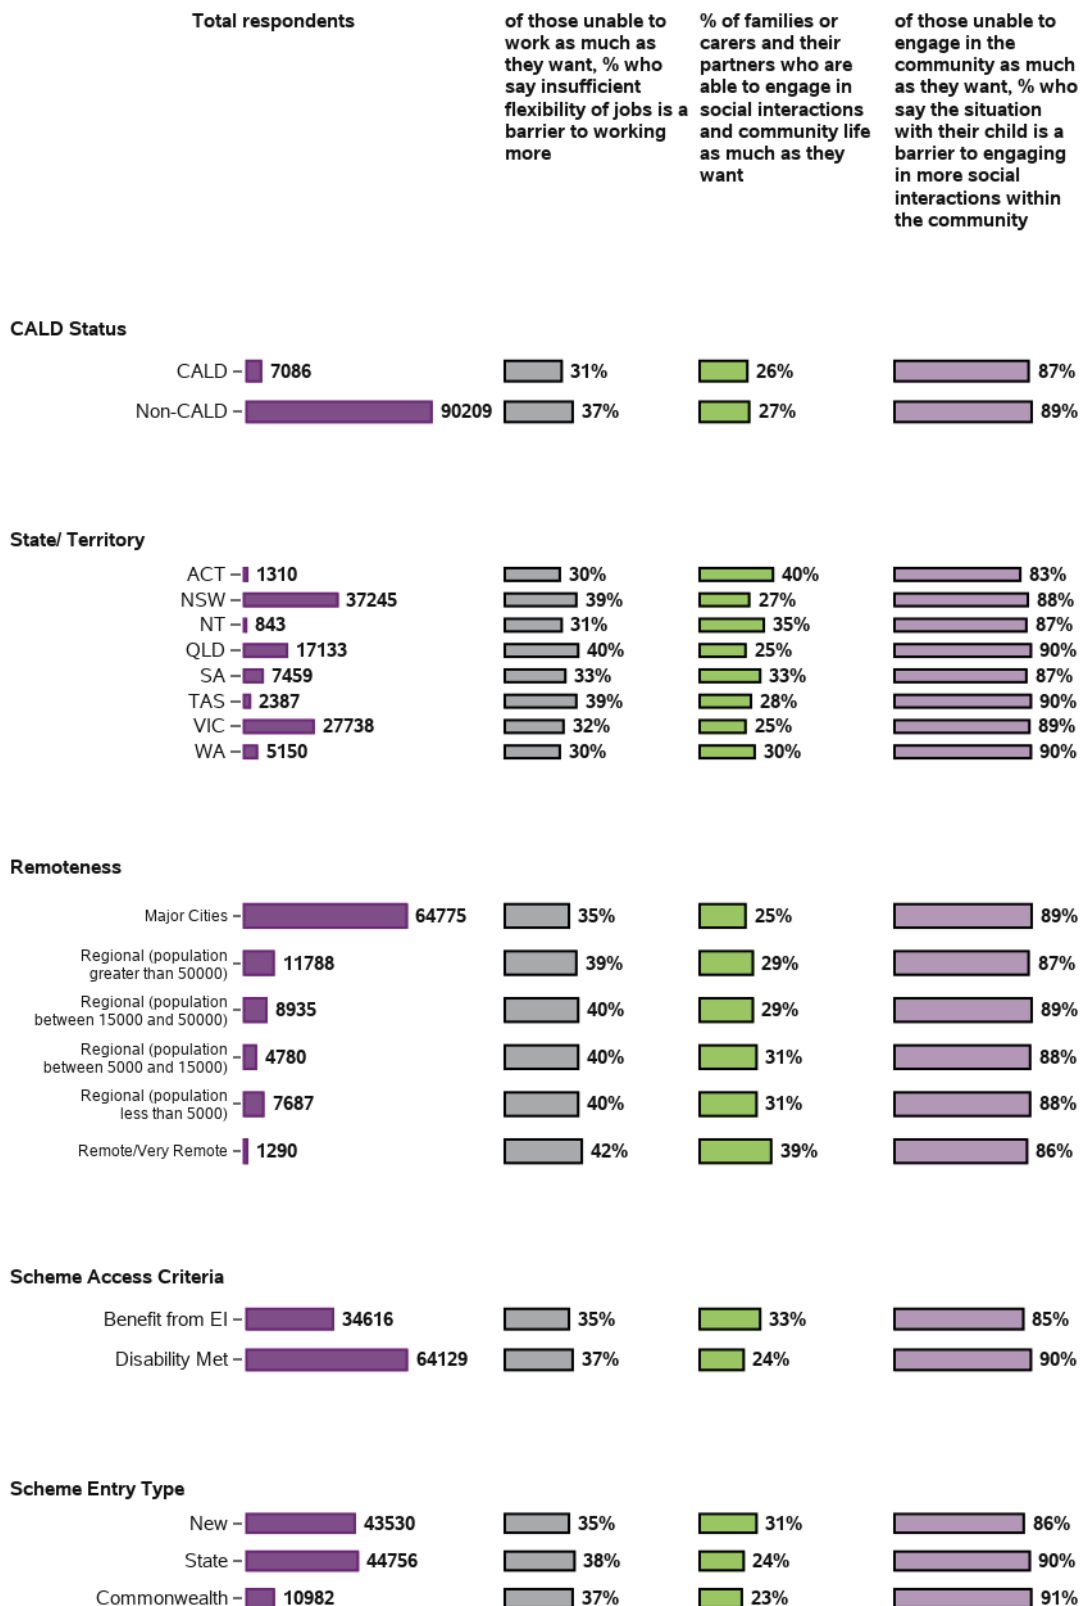 Total respondents
of those unable to
work as much as
they want, % who
say insufficient
flexibility of jobs is a
barrier to working
more
% of families or
carers and their
partners who are
able to engage in
social interactions
and community life
as much as they
want
of those unable to
engage in the
community as much
as they want, % who
say the situation
with their child is a
barrier to engaging
in more social
interactions within
the community
CALD Status
CALD 7086 31% 26% 87%
Non-CALD 90209 37% 27% 89%
State/ Territory
ACT 1310 30% 40% 83%
NSW 37245 39% 27% 88%
NT 843 31% 35% 87%
QLD 17133 40% 25% 90%
SA 7459 33% 33% 87%
TAS 2387 39% 28% 90%
VIC 27738 32% 25% 89%
WA 5150 30% 30% 90%
Remoteness
Major Cities 64775 35% 25% 89%
Regional (population
greater than 50000) 11788 39% 29% 87%
Regional (population
between 15000 and 50000) 8935 40% 29% 89%
Regional (population
between 5000 and 15000) 4780 40% 31% 88%
Regional (population
less than 5000) 7687 40% 31% 88%
Remote/Very Remote 1290 42% 39% 86%
Scheme Access Criteria
Benefit from EI 34616 35% 33% 85%
Disability Met 64129 37% 24% 90%
Scheme Entry Type
New 43530 35% 31% 86%
State 44756 38% 24% 90%
Commonwealth 10982 37% 23% 91%